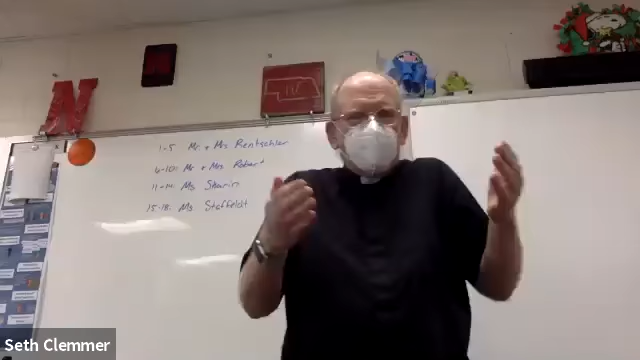 N
N
1-5 Mr + Mrs Rentschler
6-10: Mr + Mrs Robert
11-14: Ms
15-18: Ms Steffeldt
Seth Clemmer